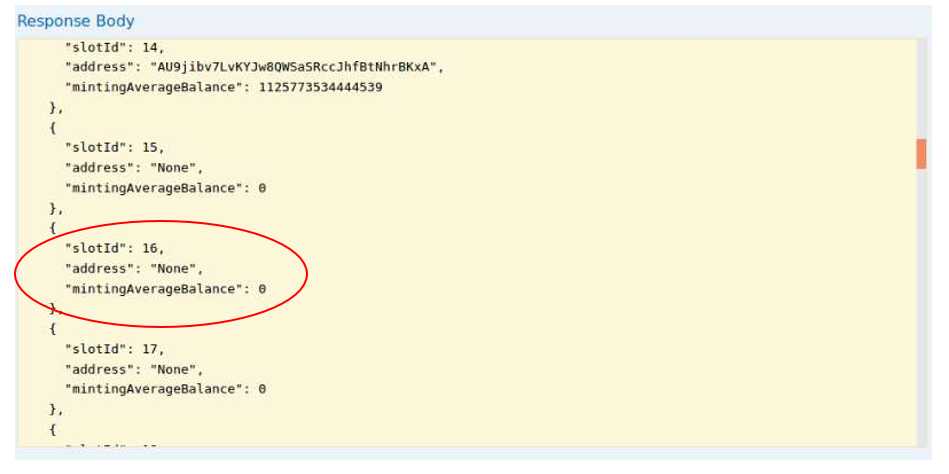 Response Body
"slotId": 14,
"address": "AU9jibv7LvKYJw8QWSaSRccJhfBtNhrBKxA",
"mintingAverageBalance": 1125773534444539
},
{
"slotId": 15,
"address": "None",
"mintingAverageBalance": 0
},
{
"slotId": 16,
"address": "None",
"mintingAverageBalance": 0
},
{
"slotId": 17,
"address": "None",
"mintingAverageBalance": 0
},
{